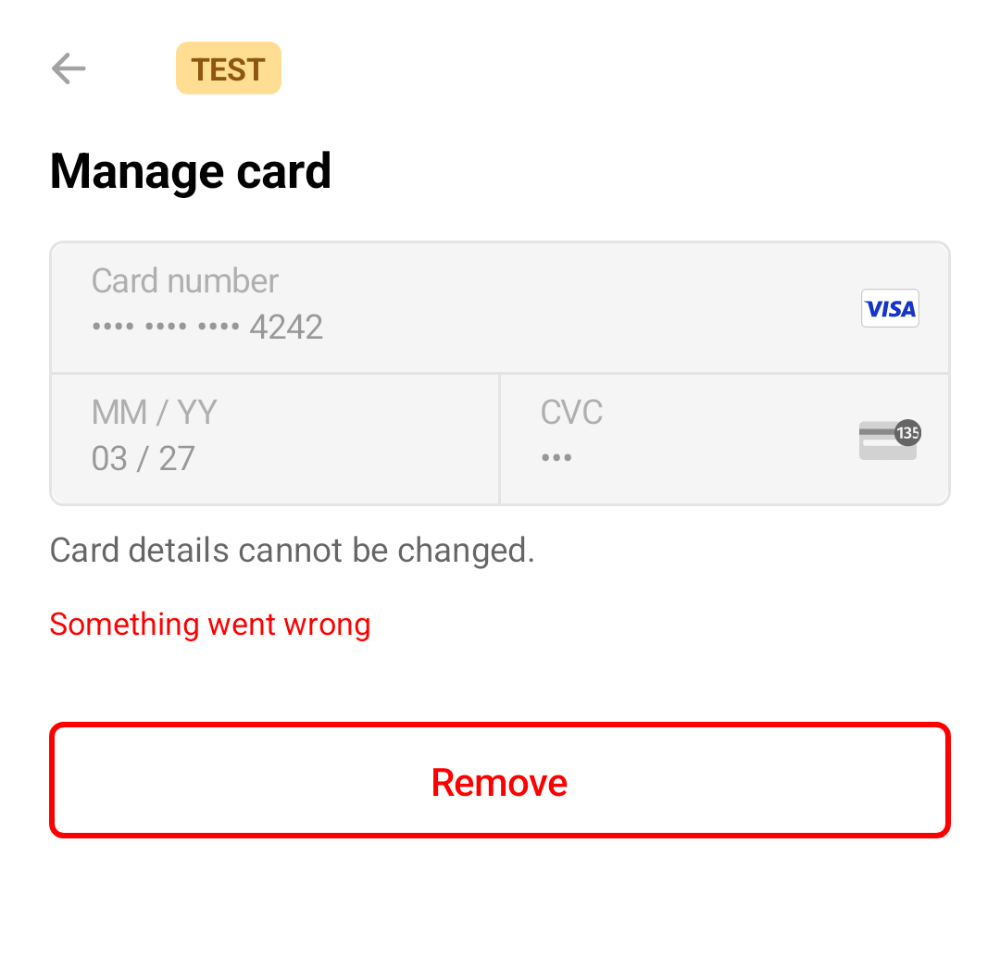 TEST
Manage card
Card number
•••• •••• •••• 4242
VISA
MM / YY
03 / 27
CVC
•••
135
Card details cannot be changed.
Something went wrong
Remove